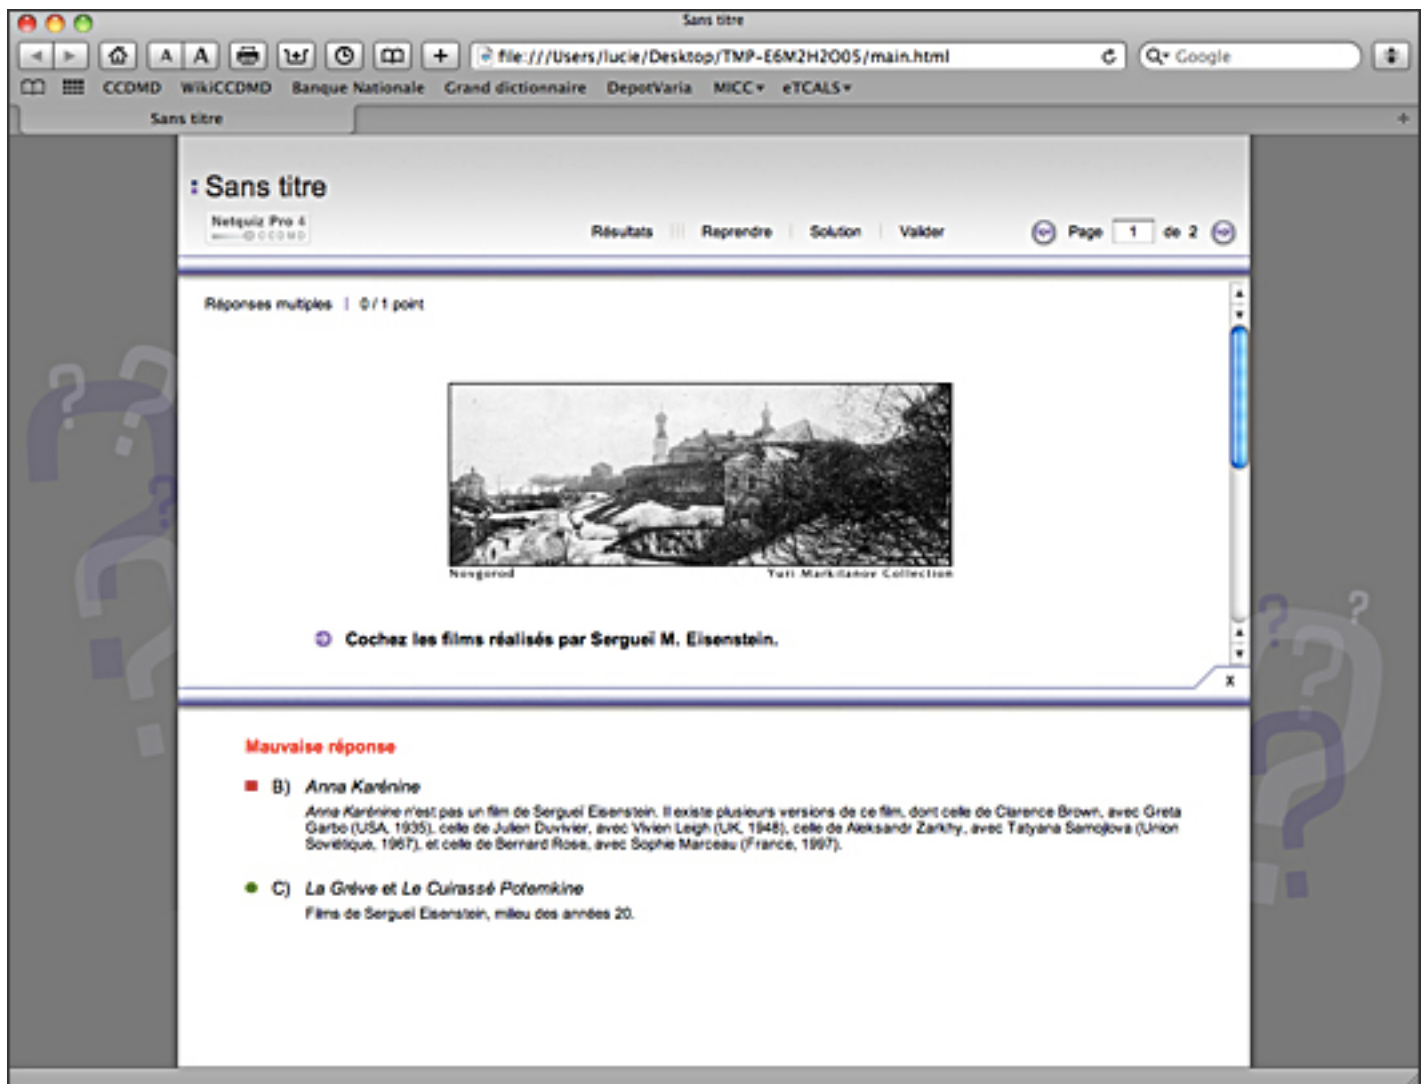 Sans titre
file:///Users/lucie/Desktop/TMP-E6M2H2O05/main.html
Google
CCDMD WikiCCDMD Banque Nationale Grand dictionnaire DepotVaria MICC eTCALS
Sans titre
Sans titre
Netquiz Pro 4
CCDMD
Résultats Reprendre Solution Valider Page 1 de 2
Réponses multiples | 0 / 1 point
Novgorod Yuri Markitanov Collection
Cochez les films réalisés par Sergueï M. Eisenstein.
X
Mauvaise réponse
B) Anna Karénine
Anna Karénine n'est pas un film de Sergueï Eisenstein. Il existe plusieurs versions de ce film, dont celle de Clarence Brown, avec Greta
Garbo (USA, 1935), celle de Julien Duvivier, avec Vivien Leigh (UK, 1948), celle de Aleksandr Zarkhy, avec Tatyana Samojlova (Union
Soviétique, 1967), et celle de Bernard Rose, avec Sophie Marceau (France, 1997).
C) La Grève et Le Cuirassé Potemkine
Films de Sergueï Eisenstein, milieu des années 20.